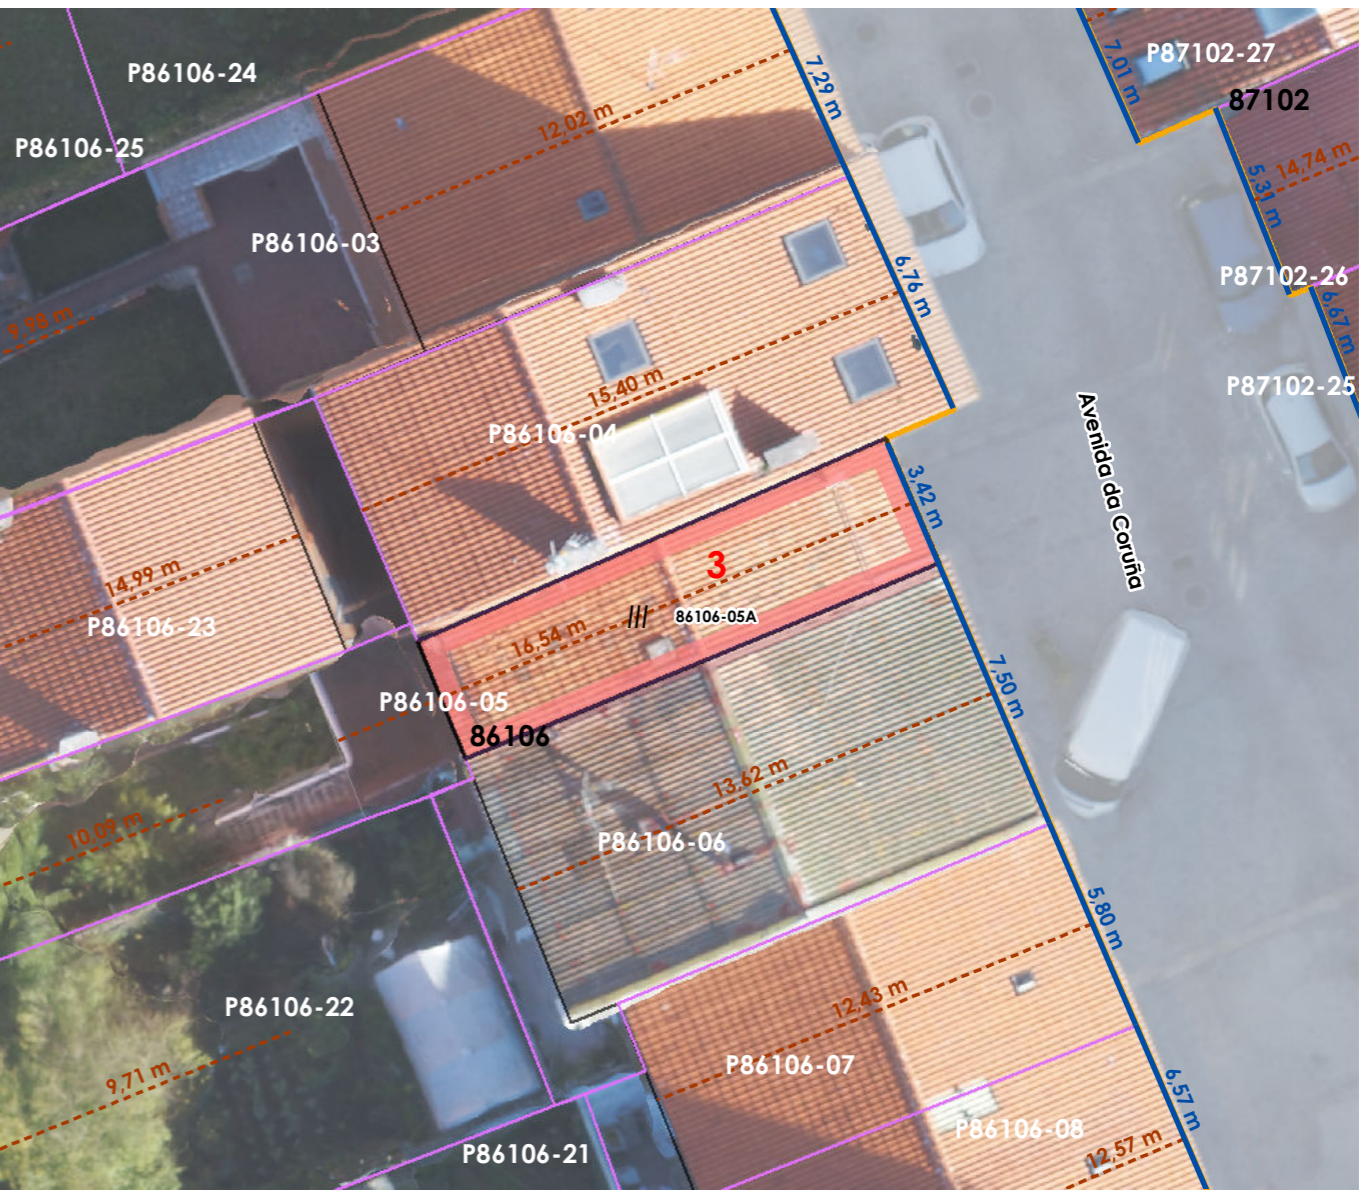 P87102-27
P86106-24
7,01 m
7,29 m
87102
12,02 m
P86106-25
14,74 m
5,31 m
P86106-03
P87102-26
6,76 m
9,98 m
6,67 m
15,40 m
P87102-25
P86106-04
Avenida da Coruña
3,42 m
3
14,99 m
III
86106-05A
P86106-23
16,54 m
P86106-05
7,50 m
86106
13,62 m
10,09 m
P86106-06
5,80 m
12,43 m
P86106-22
P86106-07
9,71 m
6,57 m
P86106-08
P86106-21
12,57 m